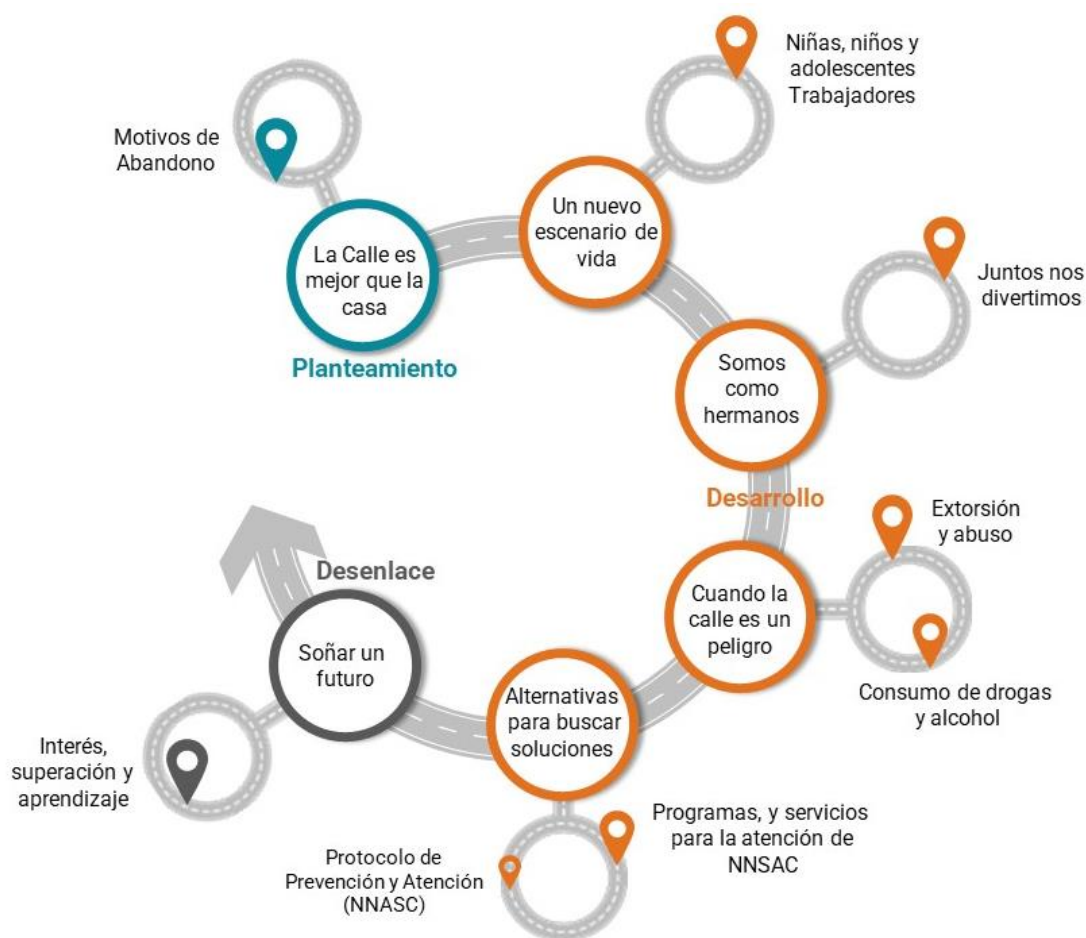 Motivos de
Abandono
La Calle es
mejor que la
casa
Planteamiento
Niñas, niños y
adolescentes
Trabajadores
Un nuevo
escenario de
vida
Juntos nos
divertimos
Somos
como
hermanos
Desarrollo
Extorsión
y abuso
Cuando la
calle es un
peligro
Consumo de drogas
y alcohol
Alternativas
para buscar
soluciones
Programas, y servicios
para la atención de
NNSAC
Protocolo de
Prevención y Atención
(NNASC)
Desenlace
Soñar un
futuro
Interés,
superación y
aprendizaje